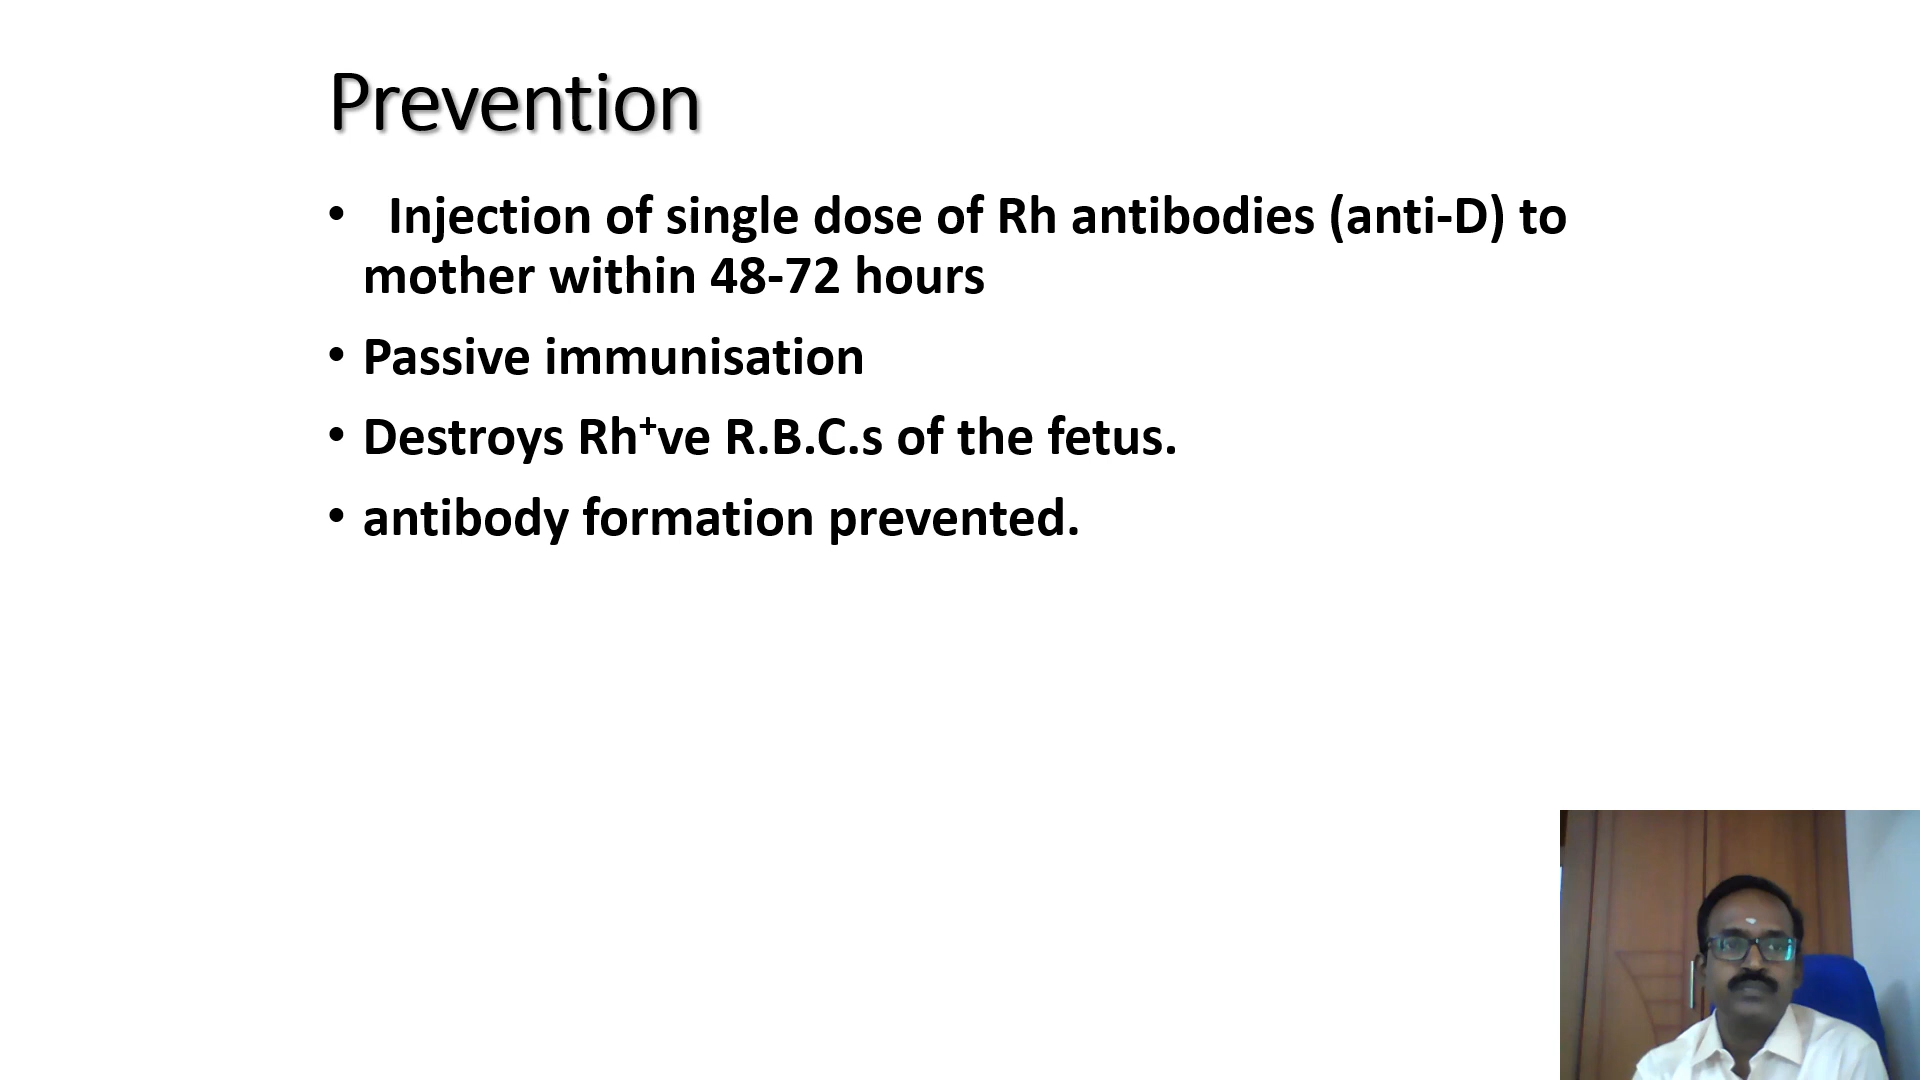 Prevention
• Injection of single dose of Rh antibodies (anti-D) to
mother within 48-72 hours
• Passive immunisation
• Destroys Rh⁺ve R.B.C.s of the fetus.
• antibody formation prevented.